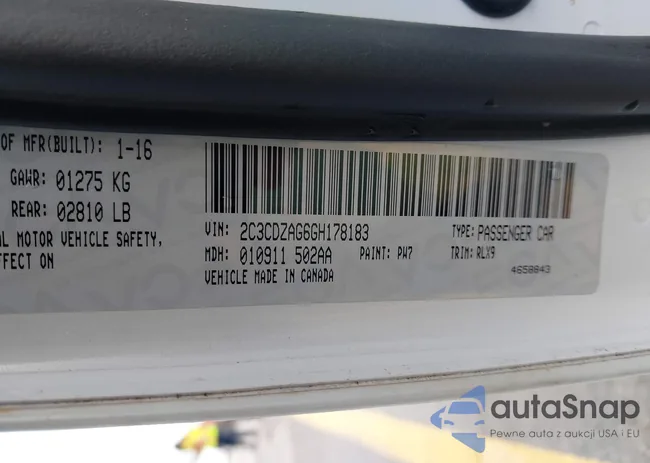 OF MFR(BUILT): 1-16
GAWR: 01275 KG
REAR: 02810 LB
AL MOTOR VEHICLE SAFETY,
FFECT ON
VIN: 2C3CDZAG6GH178183
TYPE: PASSENGER CAR
MDH: 010911 502AA
PAINT: PW7
TRIM: RLX9
VEHICLE MADE IN CANADA
4658843
autoSnap
Pewne auta z aukcji USA i EU